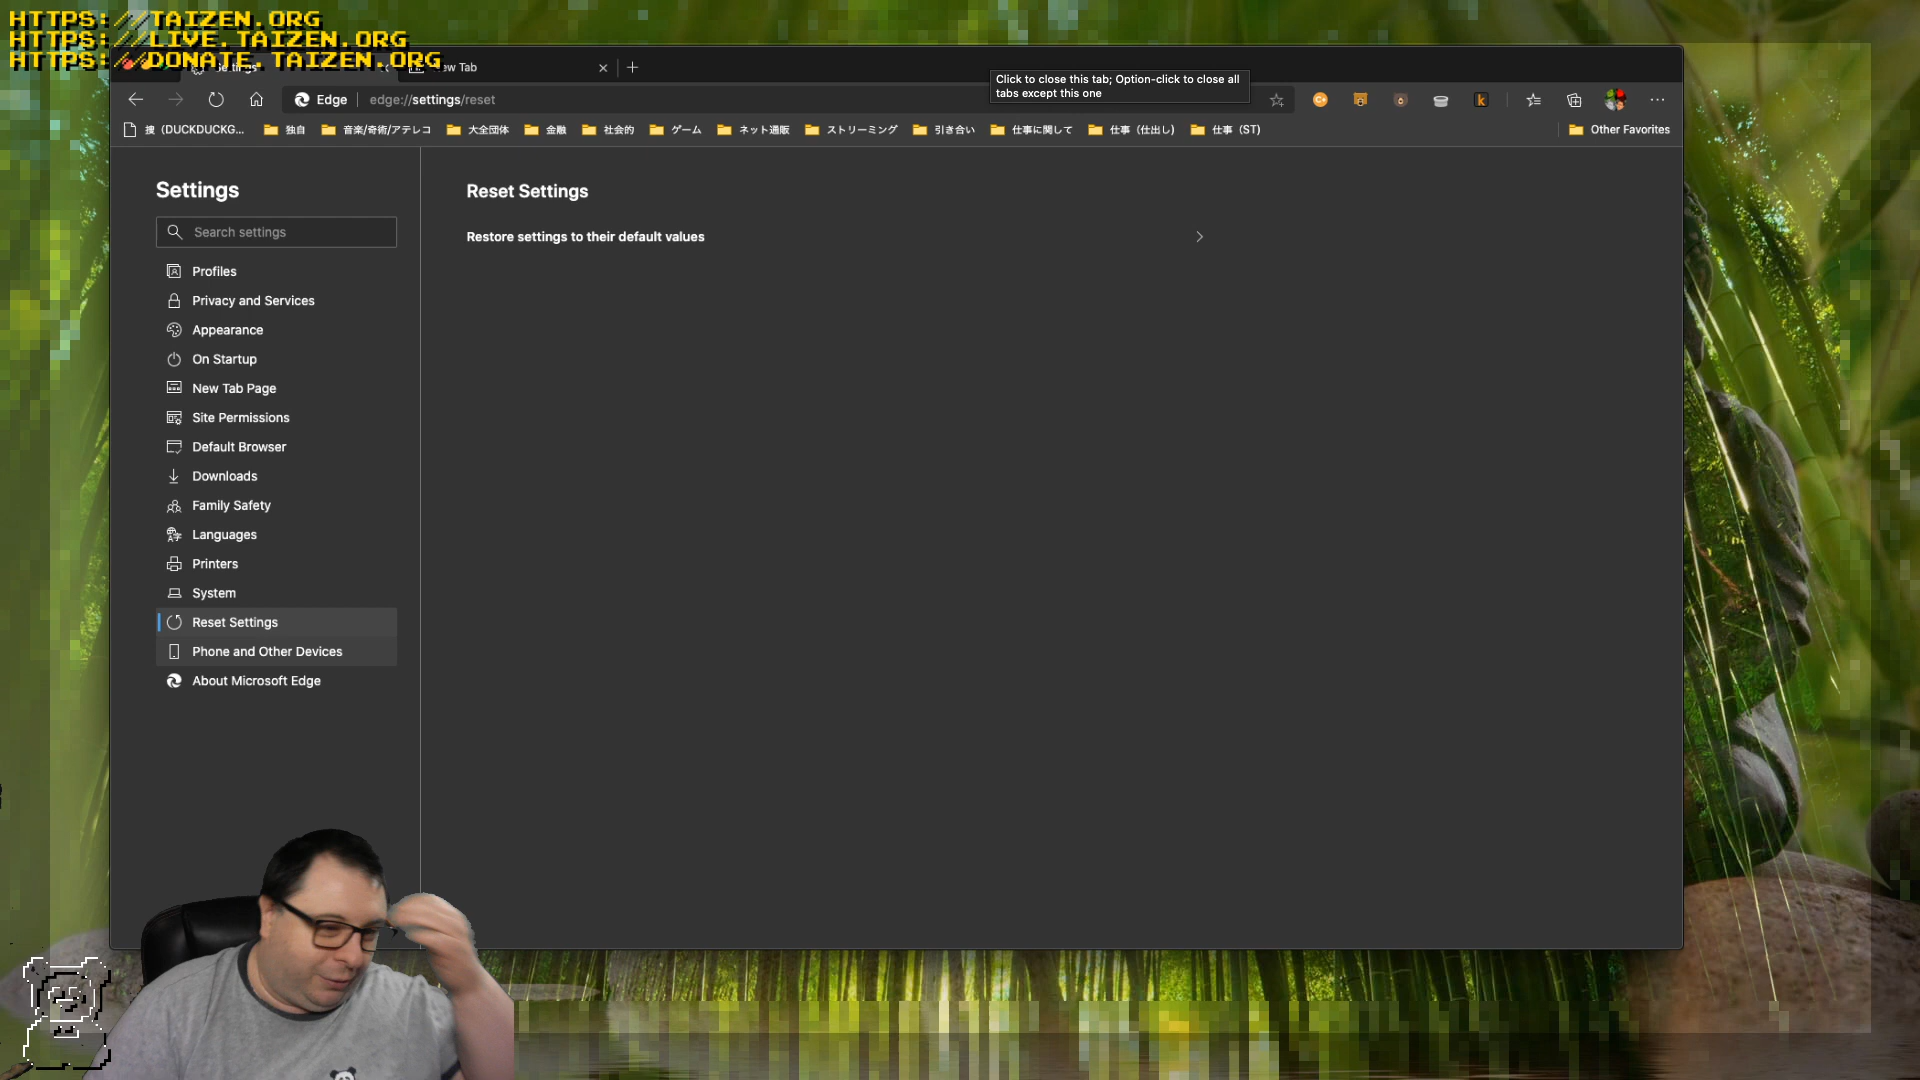 HTTPS://TAIZEN.ORG
HTTPS://LIVE.TAIZEN.ORG
HTTPS://DONATE.TAIZEN.ORG
Settings
Tab
Click to close this tab; Option-click to close all
tabs except this one
Edge
edge://settings/reset
捜（DUCKDUCKG...
独自
音楽/奇術/アテレコ
大全団体
金融
社会的
ゲーム
ネット通販
ストリーミング
引き合い
仕事に関して
仕事（仕出し）
仕事（ST）
Other Favorites
Settings
Search settings
Profiles
Privacy and Services
Appearance
On Startup
New Tab Page
Site Permissions
Default Browser
Downloads
Family Safety
Languages
Printers
System
Reset Settings
Phone and Other Devices
About Microsoft Edge
Reset Settings
Restore settings to their default values